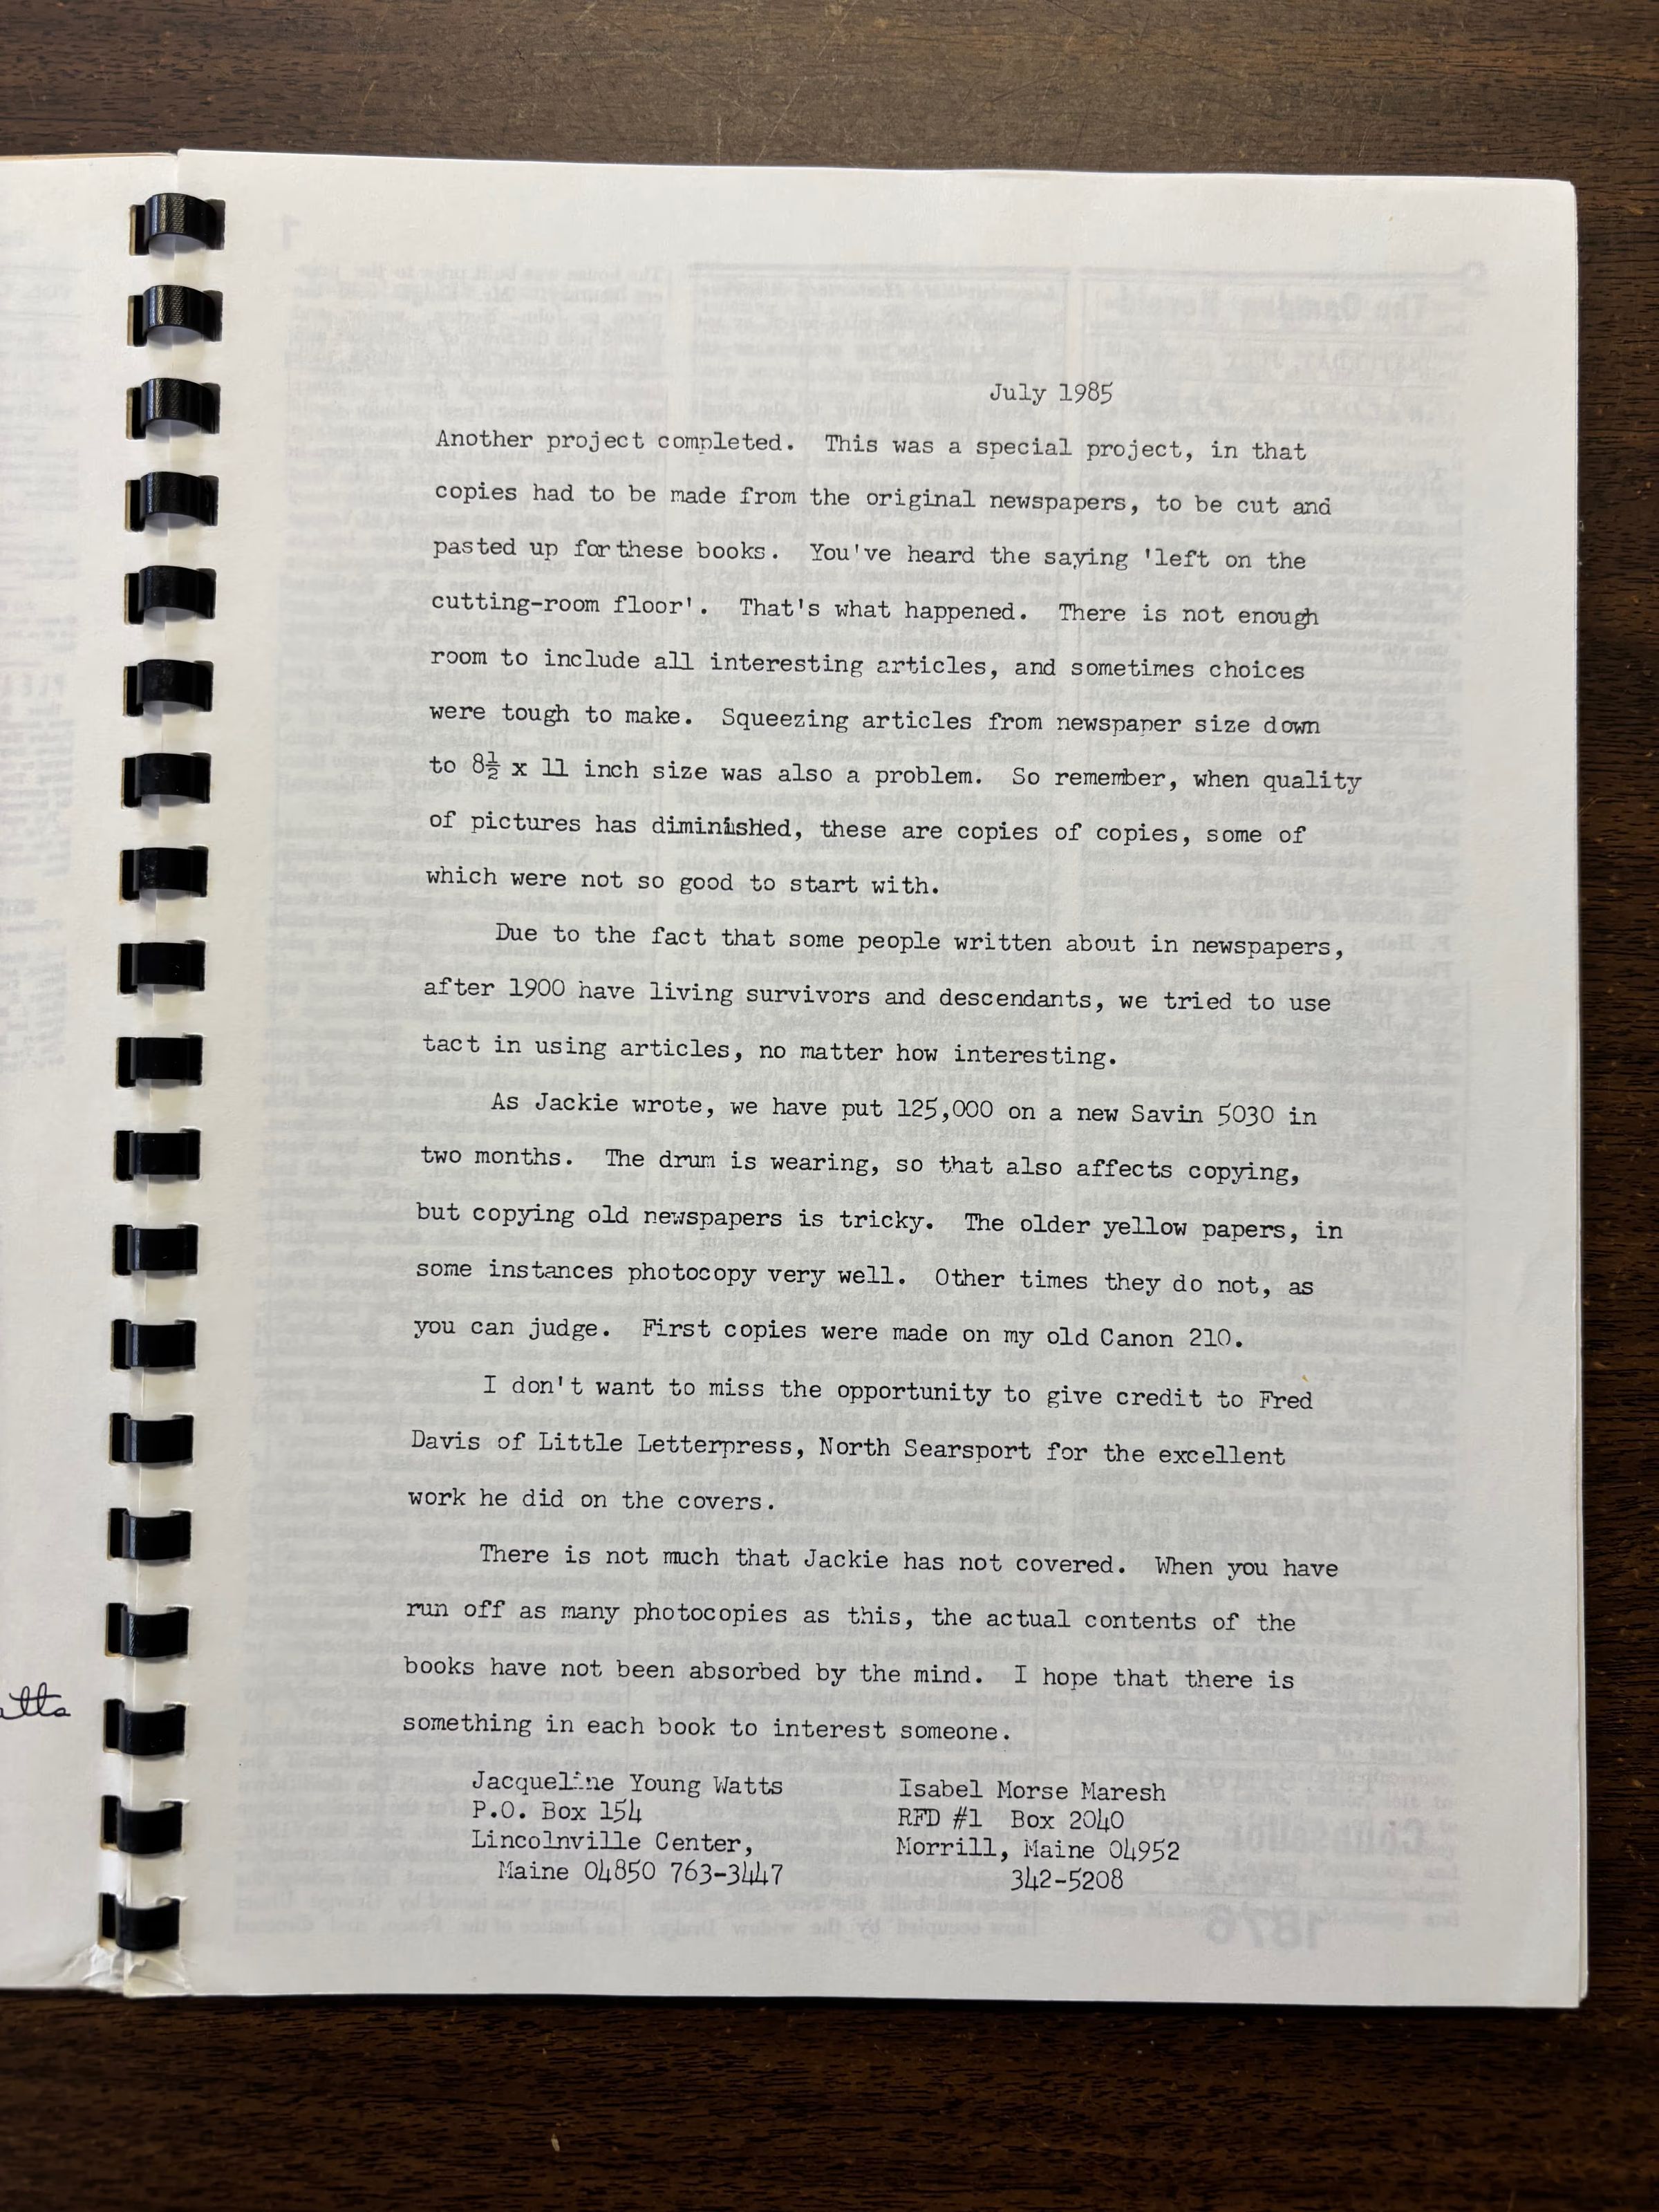 July 1985
Another project completed. This was a special project, in that
copies had to be made from the original newspapers, to be cut and
pasted up for these books. You've heard the saying 'left on the
cutting-room floor'. That's what happened. There is not enough
room to include all interesting articles, and sometimes choices
were tough to make. Squeezing articles from newspaper size down
to 8½ x 11 inch size was also a problem. So remember, when quality
of pictures has diminished, these are copies of copies, some of
which were not so good to start with.
Due to the fact that some people written about in newspapers,
after 1900 have living survivors and descendants, we tried to use
tact in using articles, no matter how interesting.
As Jackie wrote, we have put 125,000 on a new Savin 5030 in
two months. The drum is wearing, so that also affects copying,
but copying old newspapers is tricky. The older yellow papers, in
some instances photocopy very well. Other times they do not, as
you can judge. First copies were made on my old Canon 210.
I don't want to miss the opportunity to give credit to Fred
Davis of Little Letterpress, North Searsport for the excellent
work he did on the covers.
There is not much that Jackie has not covered. When you have
run off as many photocopies as this, the actual contents of the
books have not been absorbed by the mind. I hope that there is
something in each book to interest someone.
Jacqueline Young Watts
P.O. Box 154
Lincolnville Center,
Maine 04850 763-3447
Isabel Morse Maresh
RFD #1 Box 2040
Morrill, Maine 04952
342-5208